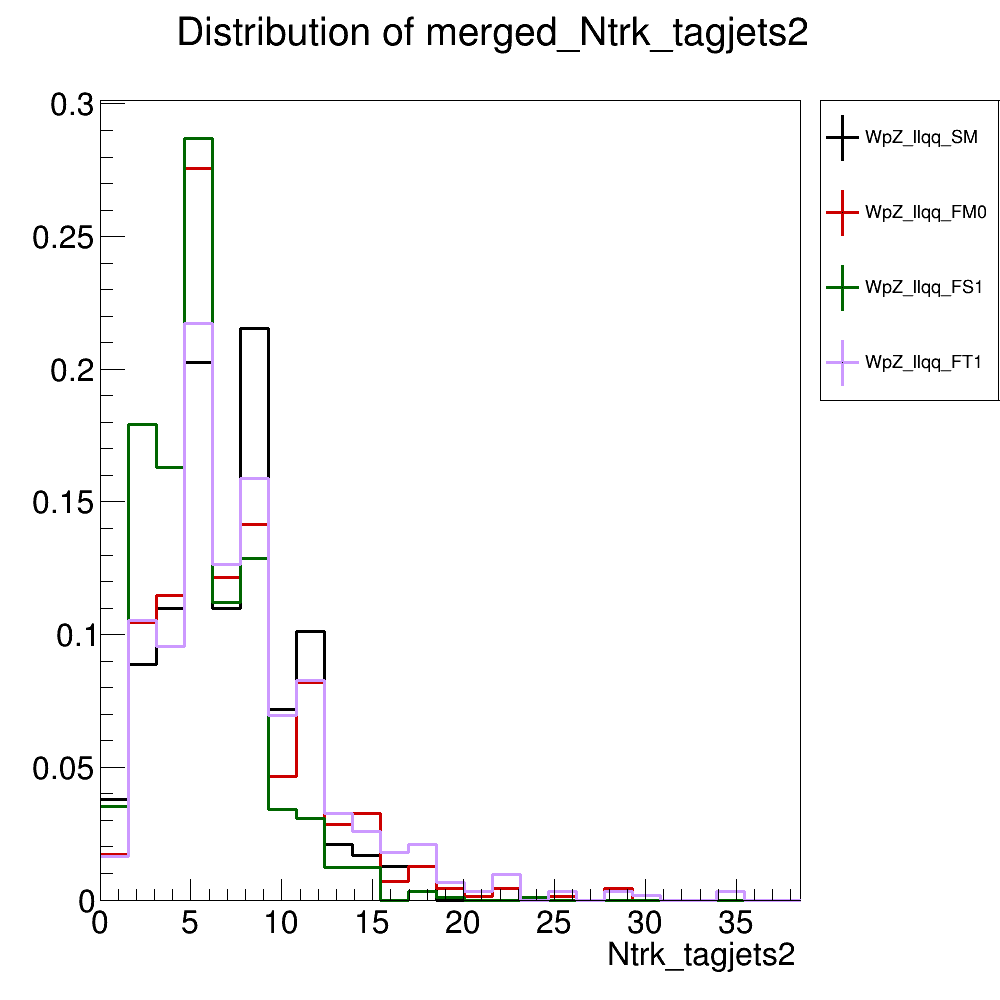 Distribution of merged_Ntrk_tagjets2
0.3
0.25
0.2
0.15
0.1
0.05
0
0 5 10 15 20 25 30 35
Ntrk_tagjets2
WpZ_llqq_SM
WpZ_llqq_FM0
WpZ_llqq_FS1
WpZ_llqq_FT1